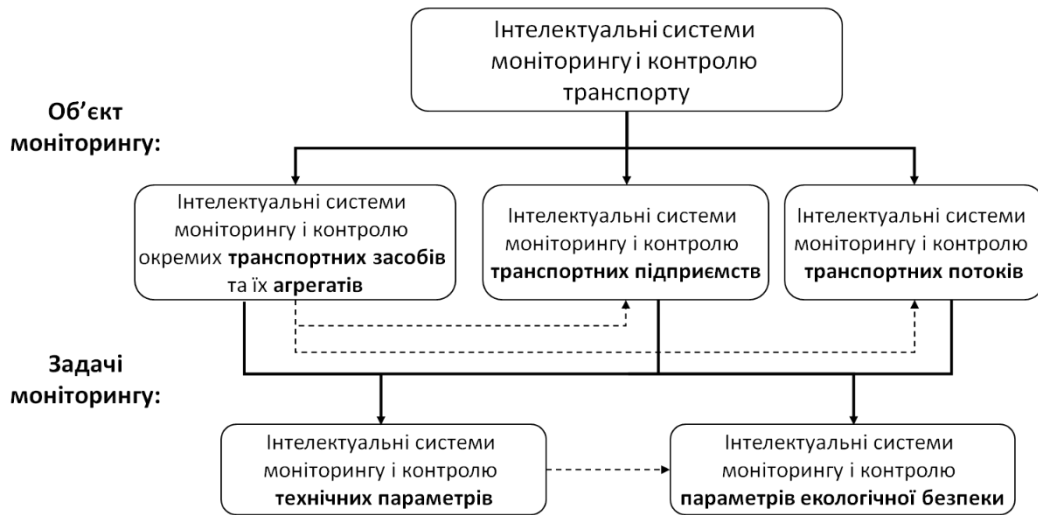 Інтелектуальні системи
моніторингу і контролю
транспорту
Об’єкт
моніторингу:
Інтелектуальні системи
моніторингу і контролю
окремих транспортних засобів
та їх агрегатів
Інтелектуальні системи
моніторингу і контролю
транспортних підприємств
Інтелектуальні системи
моніторингу і контролю
транспортних потоків
Задачі
моніторингу:
Інтелектуальні системи
моніторингу і контролю
технічних параметрів
Інтелектуальні системи
моніторингу і контролю
параметрів екологічної безпеки